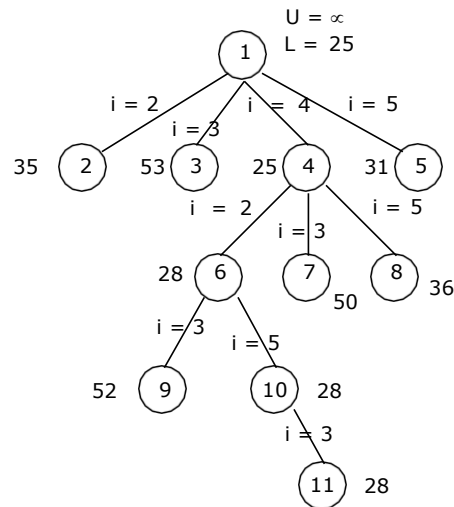 U = ∝
L = 25
1
i = 2
i = 3
i = 4
i = 5
35
2
53
3
25
4
31
5
i = 2
i = 3
i = 5
28
6
7
50
8
36
i = 3
i = 5
52
9
10
28
i = 3
11
28